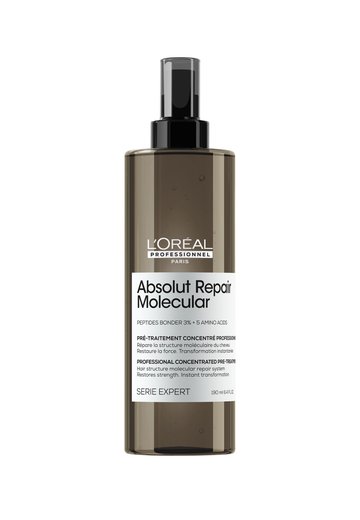 L'ORÉAL
PROFESSIONNEL
PARIS
Absolut Repair
Molecular
PEPTIDES BONDER 3% + 5 AMINO ACIDS
PRÉ-TRAITEMENT CONCENTRÉ PROFESSION
Répare la structure moléculaire du cheveu
Restaure la force. Transformation instantanée
PROFESSIONAL CONCENTRATED PRE-TREATM
Hair structure molecular repair system
Restores strength. Instant transformation
SERIE EXPERT
190 ml 6.4 FL.OZ